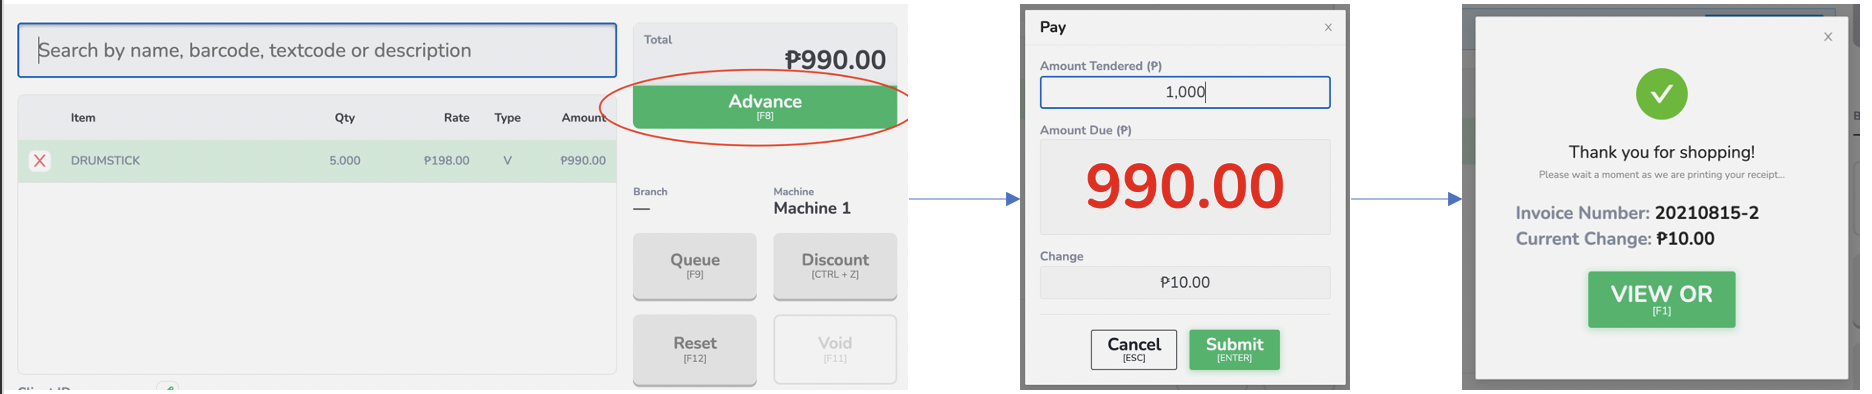 Search by name, barcode, textcode or description
Item Qty Rate Type Amount
X DRUMSTICK 5.000 ₱198.00 V ₱990.00
Total
₱990.00
Advance
[F8]
Branch Machine
— Machine 1
Queue Discount
[F9] [CTRL + Z]
Reset Void
[F12] [F11]
Pay x
Amount Tendered (₱)
1,000
Amount Due (₱)
990.00
Change
₱10.00
Cancel Submit
[ESC] [ENTER]
x
Thank you for shopping!
Please wait a moment as we are printing your receipt...
Invoice Number: 20210815-2
Current Change: ₱10.00
VIEW OR
[F1]